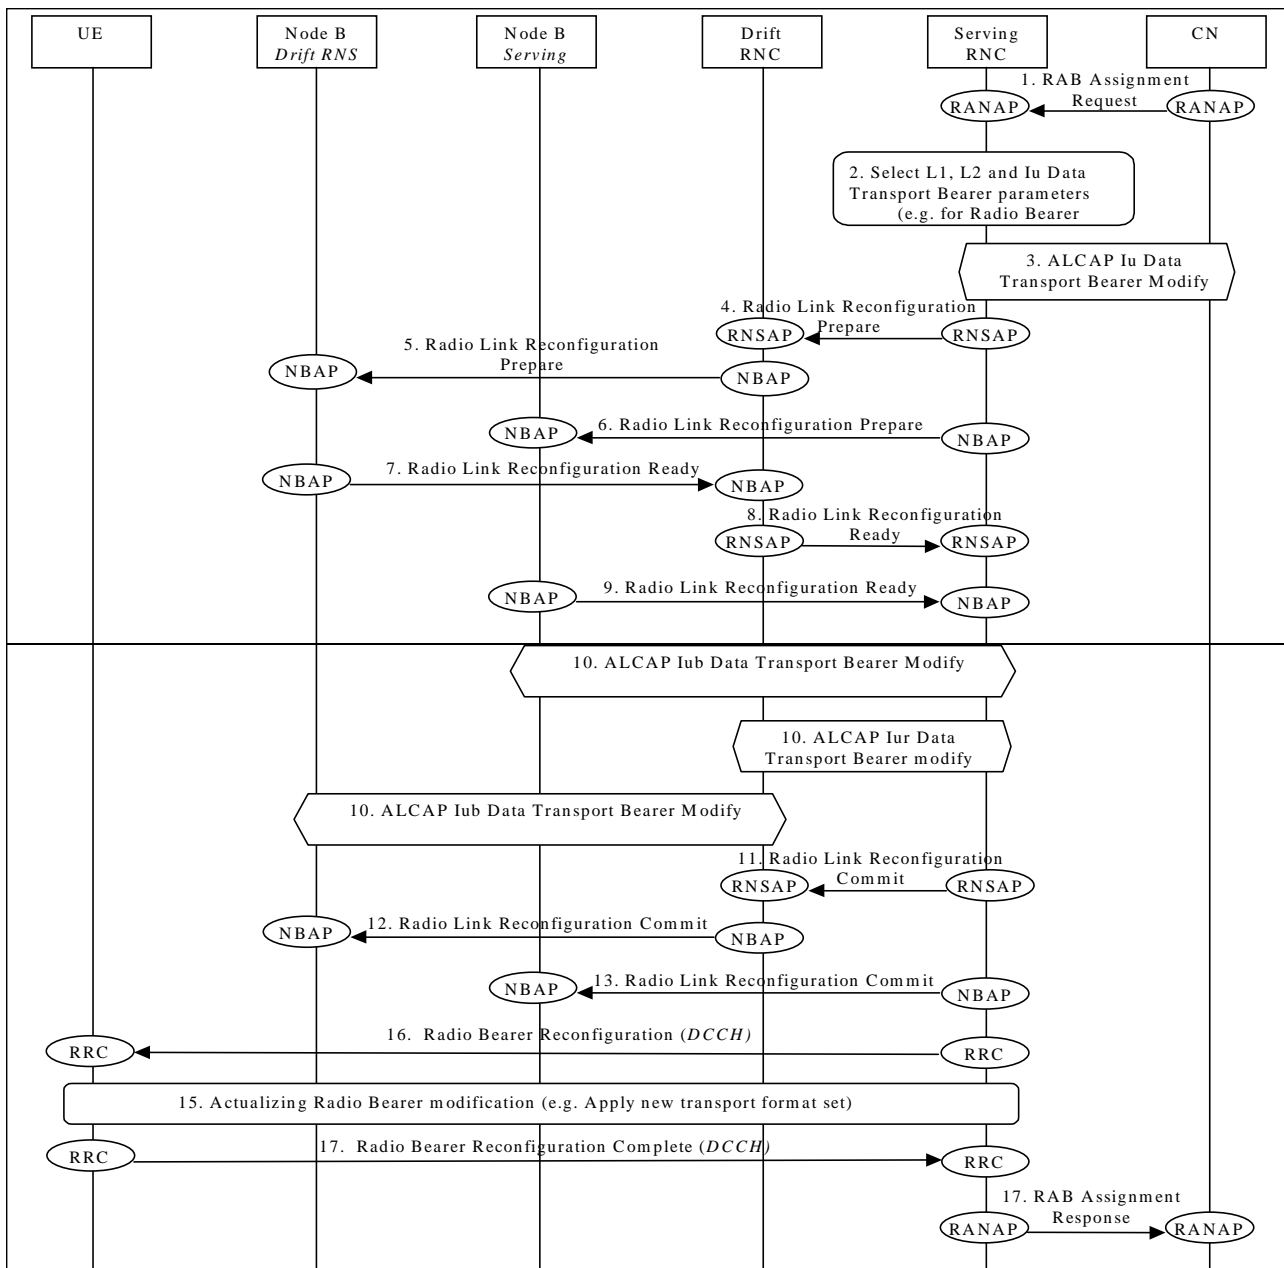 UE
Node B
Drift RNS
Node B
Serving
Drift
RNC
Serving
RNC
CN
1. RAB Assignment
Request
RANAP
RANAP
2. Select L1, L2 and Iu Data
Transport Bearer parameters
(e.g. for Radio Bearer
3. ALCAP Iu Data
Transport Bearer Modify
4. Radio Link Reconfiguration
Prepare
RNSAP
RNSAP
5. Radio Link Reconfiguration
Prepare
NBAP
NBAP
6. Radio Link Reconfiguration Prepare
NBAP
NBAP
7. Radio Link Reconfiguration Ready
NBAP
NBAP
8. Radio Link Reconfiguration
Ready
RNSAP
RNSAP
9. Radio Link Reconfiguration Ready
NBAP
NBAP
10. ALCAP Iub Data Transport Bearer Modify
10. ALCAP Iur Data
Transport Bearer modify
10. ALCAP Iub Data Transport Bearer Modify
11. Radio Link Reconfiguration
Commit
RNSAP
RNSAP
12. Radio Link Reconfiguration Commit
NBAP
NBAP
13. Radio Link Reconfiguration Commit
NBAP
NBAP
16. Radio Bearer Reconfiguration (DCCH)
RRC
RRC
15. Actualizing Radio Bearer modification (e.g. Apply new transport format set)
17. Radio Bearer Reconfiguration Complete (DCCH)
RRC
RRC
17. RAB Assignment
Response
RANAP
RANAP